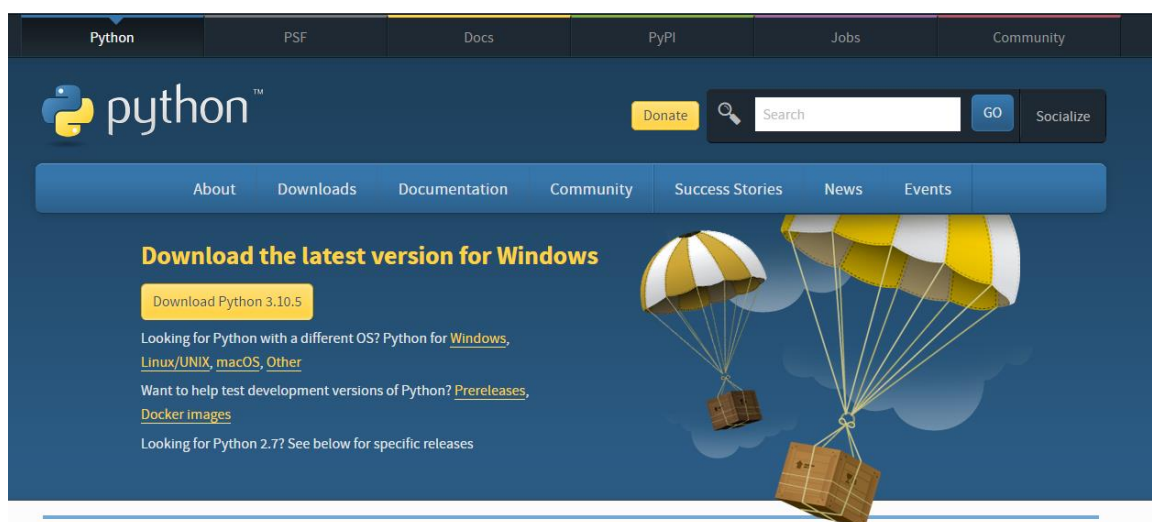 Python PSF Docs PyPI Jobs Community
python™
Donate Search GO Socialize
About Downloads Documentation Community Success Stories News Events
Download the latest version for Windows
Download Python 3.10.5
Looking for Python with a different OS? Python for Windows,
Linux/UNIX, macOS, Other
Want to help test development versions of Python? Prereleases,
Docker images
Looking for Python 2.7? See below for specific releases